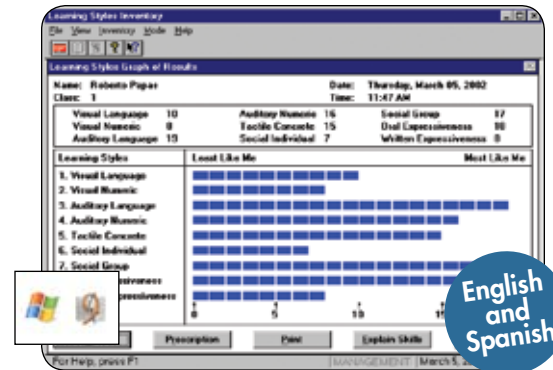 Learning Styles Inventory
File View Inventory Mode Help
Learning Styles Graph of Results
Name: Roberto Papas Date: Thursday, March 05, 2002
Class: 1 Time: 11:47 AM
Visual Language 10 Auditory Numeric 16 Social Group 17
Visual Numeric 8 Tactile Concrete 15 Oral Expressiveness 10
Auditory Language 19 Social Individual 7 Written Expressiveness 8
Learning Styles Least Like Me Most Like Me
1. Visual Language
2. Visual Numeric
3. Auditory Language
4. Auditory Numeric
5. Tactile Concrete
6. Social Individual
7. Social Group
0 5 10
Prescription Print Explain Skills
For Help, press F1 MANAGEMENT March 5,
English
and
Spanish